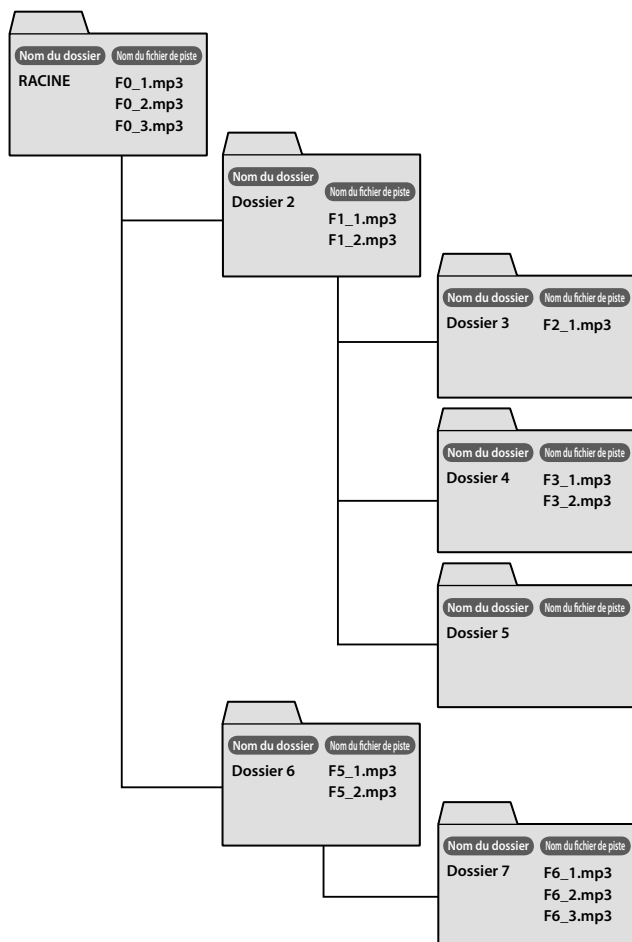 Nom du dossier Nom du fichier de piste
RACINE F0_1.mp3
F0_2.mp3
F0_3.mp3
Nom du dossier Nom du fichier de piste
Dossier 2
F1_1.mp3
F1_2.mp3
Nom du dossier Nom du fichier de piste
Dossier 3 F2_1.mp3
Nom du dossier Nom du fichier de piste
Dossier 4 F3_1.mp3
F3_2.mp3
Nom du dossier Nom du fichier de piste
Dossier 5
Nom du dossier Nom du fichier de piste
Dossier 6 F5_1.mp3
F5_2.mp3
Nom du dossier Nom du fichier de piste
Dossier 7 F6_1.mp3
F6_2.mp3
F6_3.mp3